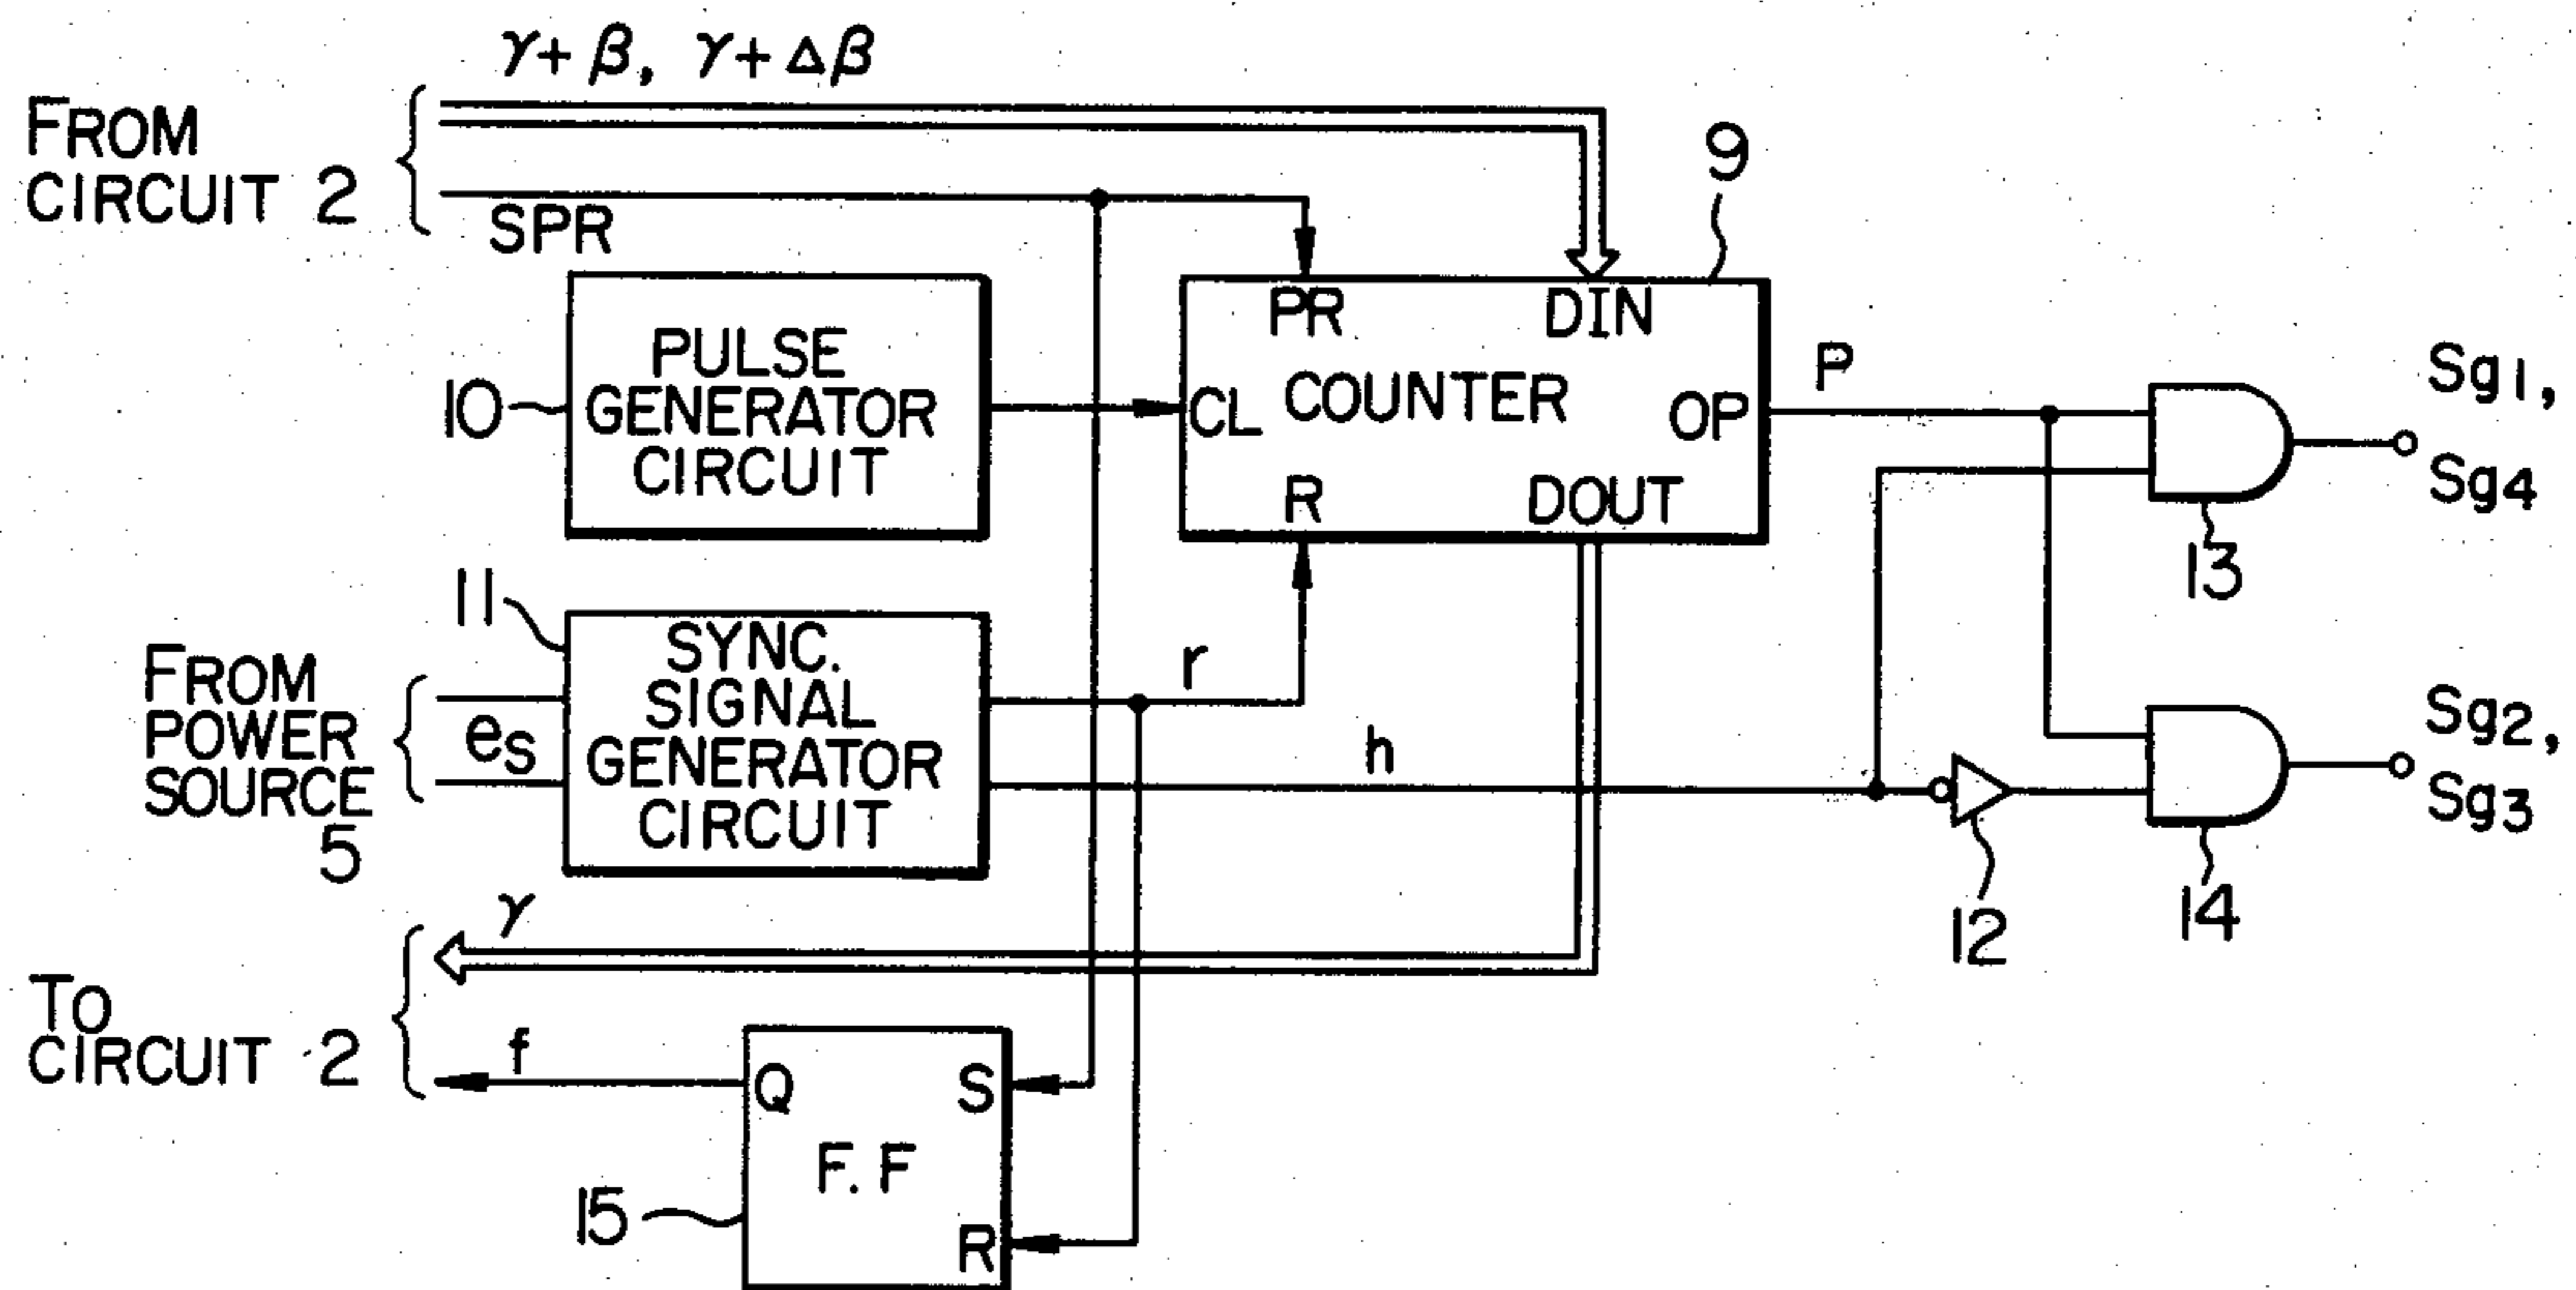 γ+β, γ+Δβ
FROM
CIRCUIT 2
SPR
9
PR
DIN
10
PULSE
GENERATOR
CIRCUIT
CL
COUNTER
OP
R
DOUT
P
Sg1,
Sg4
13
11
SYNC.
SIGNAL
GENERATOR
CIRCUIT
r
h
FROM
POWER
SOURCE
5
es
12
Sg2,
Sg3
14
γ
TO
CIRCUIT 2
f
Q
S
F.F
R
15